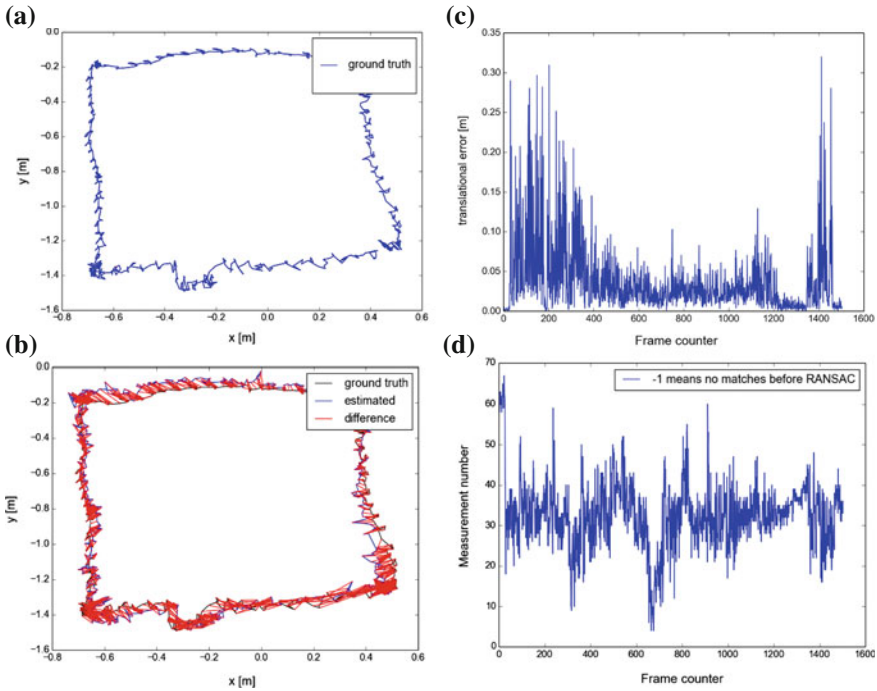 (a)
0.0
−0.2
−0.4
−0.6
−0.8
−1.0
−1.2
−1.4
−1.6
y [m]
ground truth
−0.8 −0.6 −0.4 −0.2 0.0 0.2 0.4 0.6
x [m]
(c)
0.35
0.30
0.25
0.20
0.15
0.10
0.05
0.00
translational error [m]
0 200 400 600 800 1000 1200 1400 1600
Frame counter
(b)
0.0
−0.2
−0.4
−0.6
−0.8
−1.0
−1.2
−1.4
−1.6
y [m]
ground truth
estimated
difference
−0.8 −0.6 −0.4 −0.2 0.0 0.2 0.4 0.6
x [m]
(d)
70
60
50
40
30
20
10
0
Measurement number
-1 means no matches before RANSAC
0 200 400 600 800 1000 1200 1400 1600
Frame counter